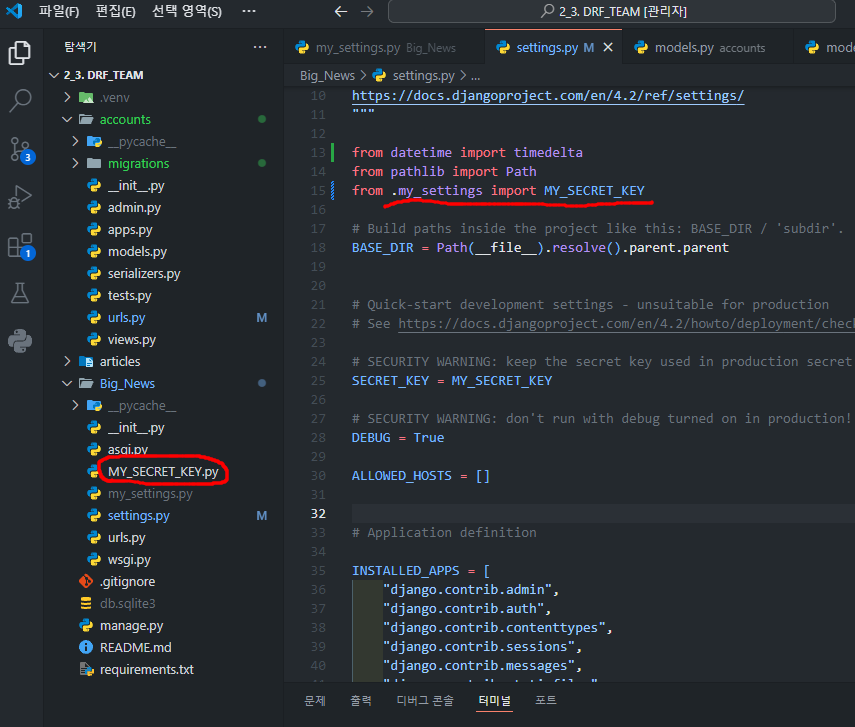 파일(F) 편집(E) 선택 영역(S) ··· 2_3. DRF_TEAM [관리자]
탐색기 ···
2_3. DRF_TEAM
.venv
accounts
__pycache__
migrations
__init__.py
admin.py
apps.py
models.py
serializers.py
tests.py
urls.py M
views.py
articles
Big_News
__pycache__
__init__.py
asgi.py
MY_SECRET_KEY.py
my_settings.py
settings.py M
urls.py
wsgi.py
.gitignore
db.sqlite3
manage.py
README.md
requirements.txt
3
1
my_settings.py Big_News settings.py M models.py accounts mode
Big_News > settings.py > ...
10 https://docs.djangoproject.com/en/4.2/ref/settings/
11 """
12
13 from datetime import timedelta
14 from pathlib import Path
15 from .my_settings import MY_SECRET_KEY
16
17 # Build paths inside the project like this: BASE_DIR / 'subdir'.
18 BASE_DIR = Path(__file__).resolve().parent.parent
19
20
21 # Quick-start development settings - unsuitable for production
22 # See https://docs.djangoproject.com/en/4.2/howto/deployment/chec
23
24 # SECURITY WARNING: keep the secret key used in production secret
25 SECRET_KEY = MY_SECRET_KEY
26
27 # SECURITY WARNING: don't run with debug turned on in production!
28 DEBUG = True
29
30 ALLOWED_HOSTS = []
31
32
33 # Application definition
34
35 INSTALLED_APPS = [
36 "django.contrib.admin",
37 "django.contrib.auth",
38 "django.contrib.contenttypes",
39 "django.contrib.sessions",
40 "django.contrib.messages",
문제 출력 디버그 콘솔 터미널 포트